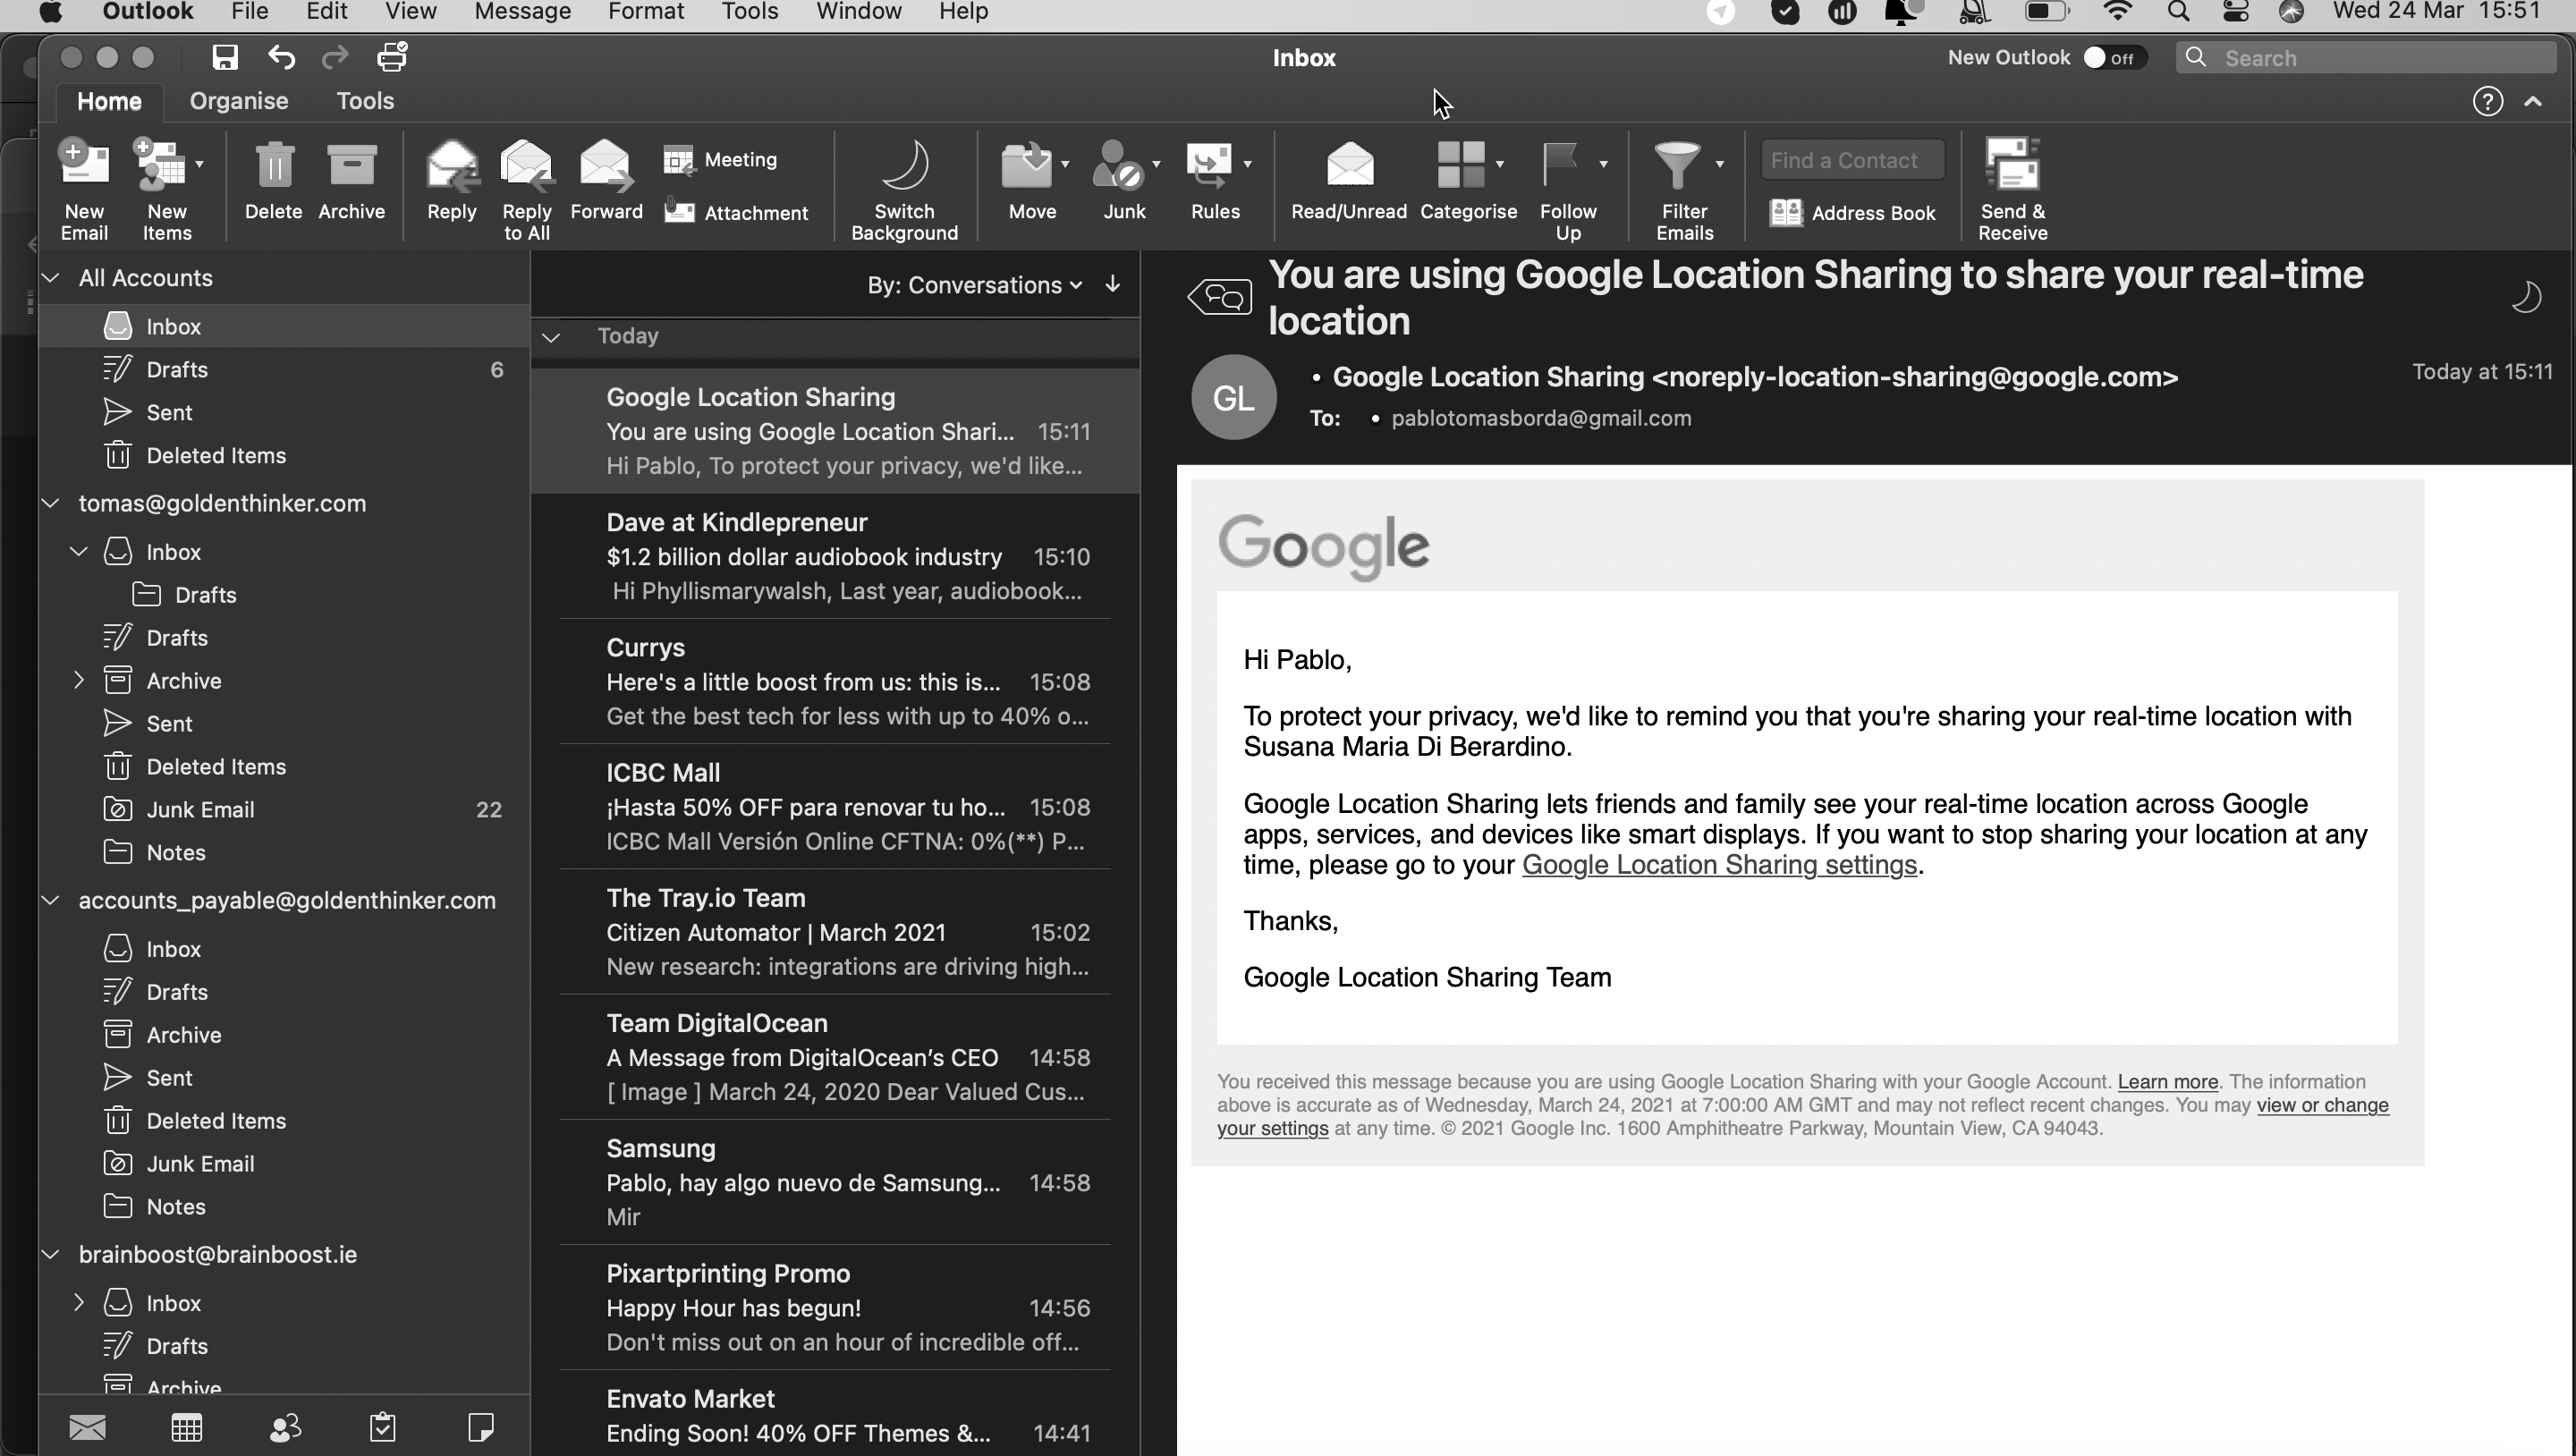 Outlook File Edit View Message Format Tools Window Help Wed 24 Mar 15:51
Inbox New Outlook Off Search
Home Organise Tools
New Email
New Items
Delete
Archive
Reply
Reply to All
Forward
Meeting
Attachment
Switch Background
Move
Junk
Rules
Read/Unread
Categorise
Follow Up
Filter Emails
Find a Contact
Address Book
Send & Receive
All Accounts
Inbox
Drafts 6
Sent
Deleted Items
tomas@goldenthinker.com
Inbox
Drafts
Drafts
Archive
Sent
Deleted Items
Junk Email 22
Notes
accounts_payable@goldenthinker.com
Inbox
Drafts
Archive
Sent
Deleted Items
Junk Email
Notes
brainboost@brainboost.ie
Inbox
Drafts
Archive
By: Conversations
Today
Google Location Sharing
You are using Google Location Shari... 15:11
Hi Pablo, To protect your privacy, we'd like...
Dave at Kindlepreneur
$1.2 billion dollar audiobook industry 15:10
Hi Phyllismarywalsh, Last year, audiobook...
Currys
Here's a little boost from us: this is... 15:08
Get the best tech for less with up to 40% o...
ICBC Mall
¡Hasta 50% OFF para renovar tu ho... 15:08
ICBC Mall Versión Online CFTNA: 0%(**) P...
The Tray.io Team
Citizen Automator | March 2021 15:02
New research: integrations are driving high...
Team DigitalOcean
A Message from DigitalOcean’s CEO 14:58
[ Image ] March 24, 2020 Dear Valued Cus...
Samsung
Pablo, hay algo nuevo de Samsung... 14:58
Mir
Pixartprinting Promo
Happy Hour has begun! 14:56
Don't miss out on an hour of incredible off...
Envato Market
Ending Soon! 40% OFF Themes &... 14:41
You are using Google Location Sharing to share your real-time
location
GL
Google Location Sharing <noreply-location-sharing@google.com> Today at 15:11
To: pablotomasborda@gmail.com
Google
Hi Pablo,
To protect your privacy, we'd like to remind you that you're sharing your real-time location with
Susana Maria Di Berardino.
Google Location Sharing lets friends and family see your real-time location across Google
apps, services, and devices like smart displays. If you want to stop sharing your location at any
time, please go to your Google Location Sharing settings.
Thanks,
Google Location Sharing Team
You received this message because you are using Google Location Sharing with your Google Account. Learn more. The information
above is accurate as of Wednesday, March 24, 2021 at 7:00:00 AM GMT and may not reflect recent changes. You may view or change
your settings at any time. © 2021 Google Inc. 1600 Amphitheatre Parkway, Mountain View, CA 94043.